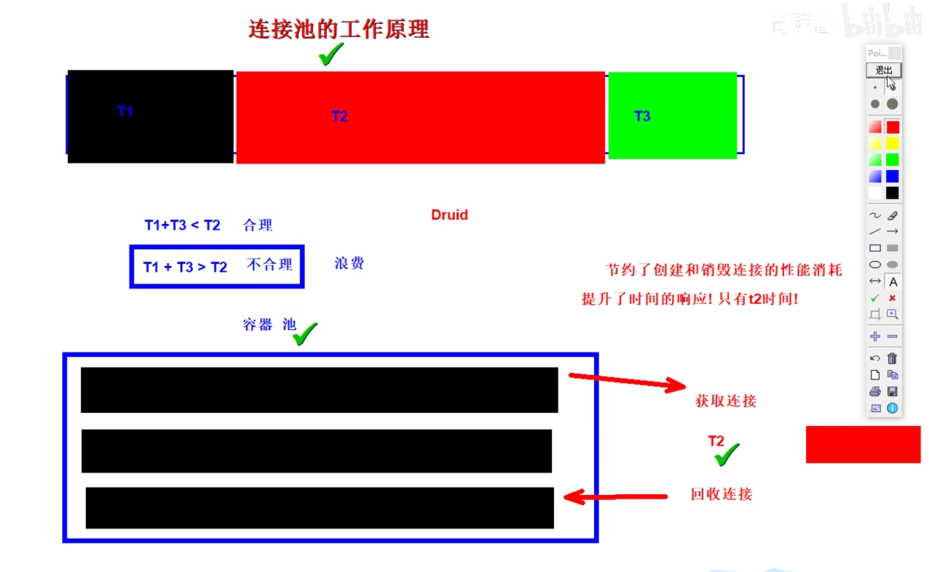 连接池的工作原理
bilibili
Poi...
退出
T1
T2
T3
T1+T3 < T2 合理
Druid
T1 + T3 > T2 不合理
浪费
节约了创建和销毁连接的性能消耗
提升了时间的响应! 只有t2时间!
容器 池
获取连接
T2
回收连接
A